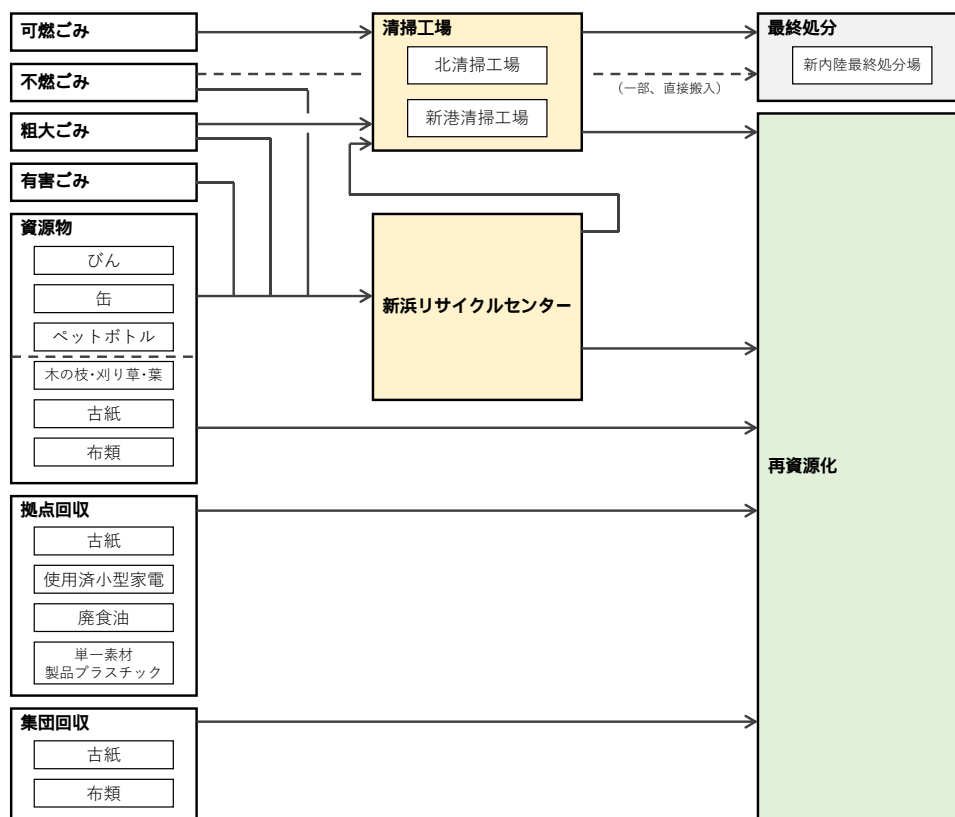 可燃ごみ
不燃ごみ
粗大ごみ
有害ごみ
資源物
びん
缶
ペットボトル
木の枝・刈り草・葉
古紙
布類
拠点回収
古紙
使用済小型家電
廃食油
単一素材
製品プラスチック
集団回収
古紙
布類
清掃工場
北清掃工場
新港清掃工場
新浜リサイクルセンター
（一部、直接搬入）
最終処分
新内陸最終処分場
再資源化